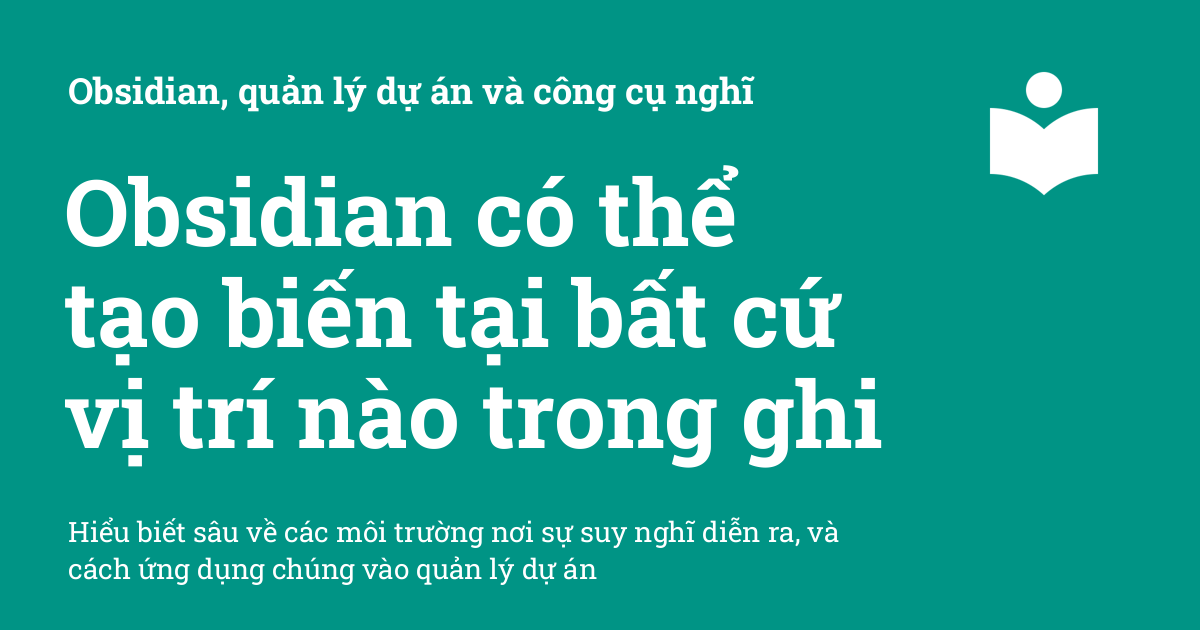 Obsidian, quản lý dự án và công cụ nghĩ
Obsidian có thể
tạo biến tại bất cứ
vị trí nào trong ghi
Hiểu biết sâu về các môi trường nơi sự suy nghĩ diễn ra, và
cách ứng dụng chúng vào quản lý dự án